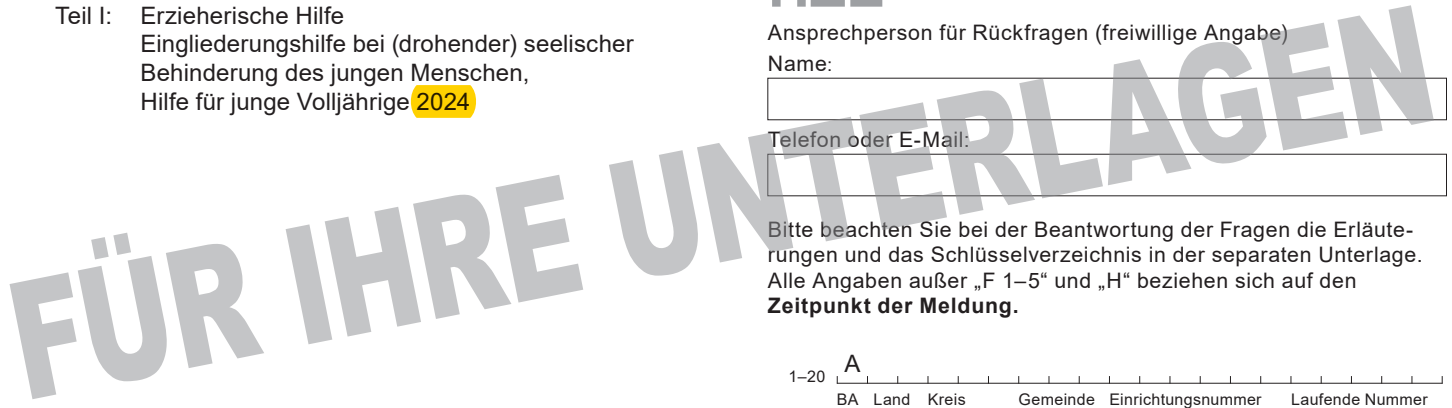 Teil I: Erzieherische Hilfe
Eingliederungshilfe bei (drohender) seelischer
Behinderung des jungen Menschen,
Hilfe für junge Volljährige 2024
Ansprechperson für Rückfragen (freiwillige Angabe)
Name:
Telefon oder E-Mail:
FÜR IHRE UNTERLAGEN
Bitte beachten Sie bei der Beantwortung der Fragen die Erläute-
rungen und das Schlüsselverzeichnis in der separaten Unterlage.
Alle Angaben außer „F 1–5“ und „H“ beziehen sich auf den
Zeitpunkt der Meldung.
1–20 A
BA Land Kreis Gemeinde Einrichtungsnummer Laufende Nummer